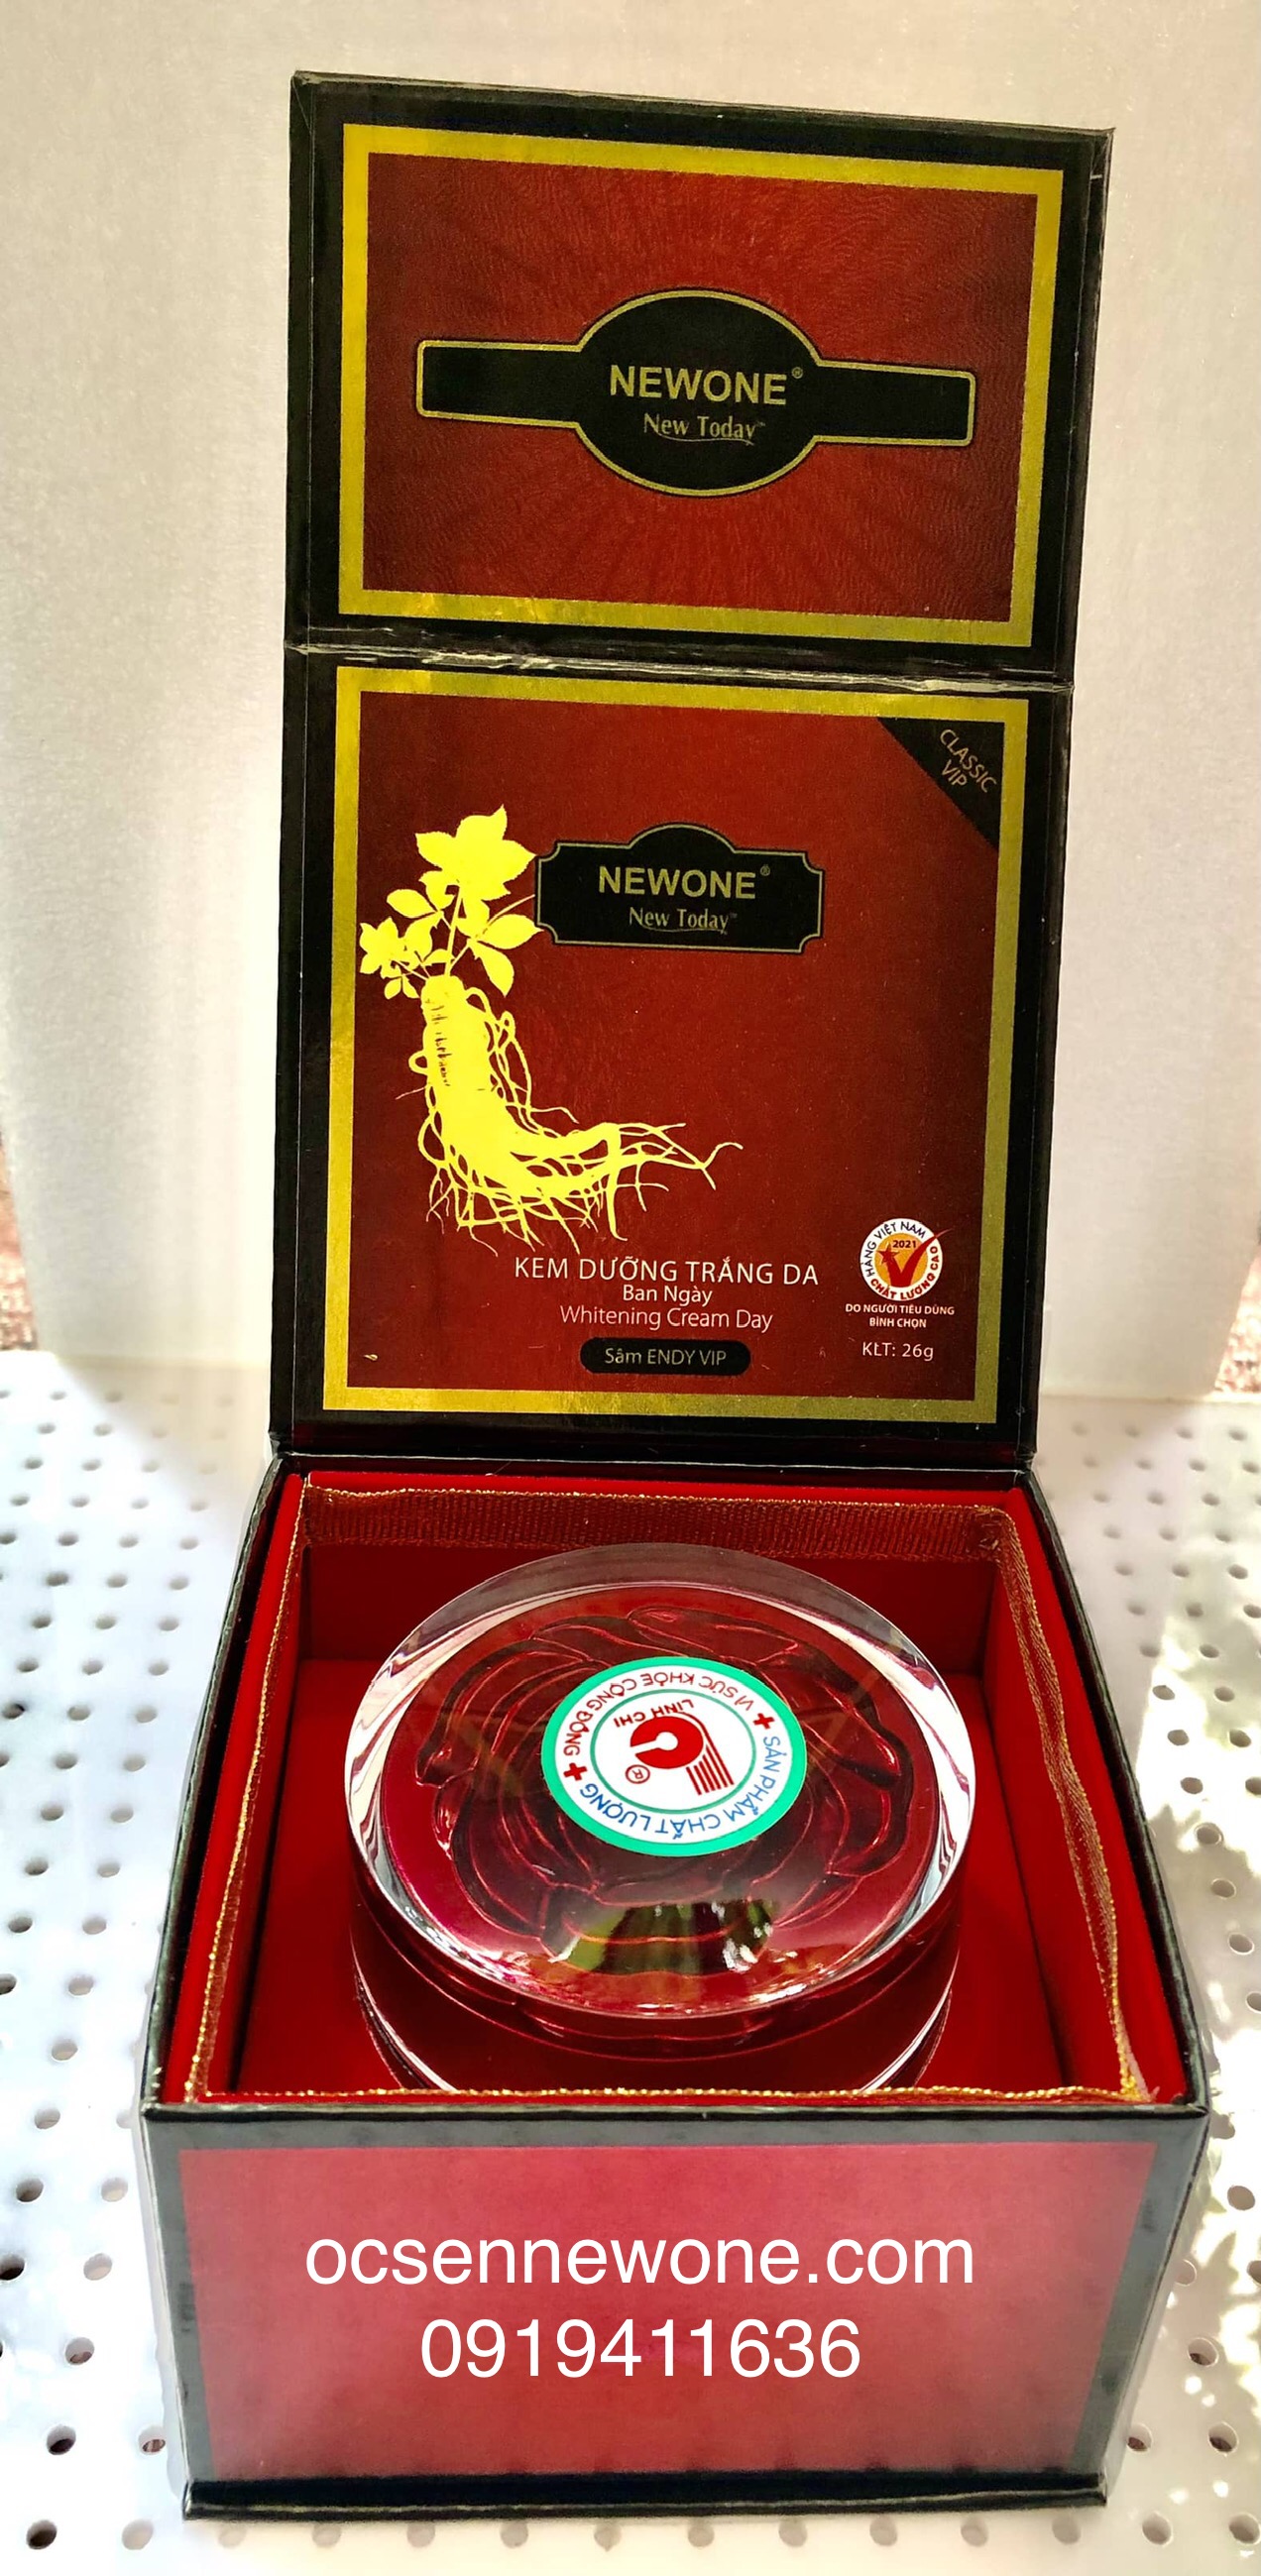 NEWONE®
New Today™
CLASSIC
VIP
NEWONE®
New Today™
HÀNG VIỆT NAM
2021
CHẤT LƯỢNG CAO
DO NGƯỜI TIÊU DÙNG
BÌNH CHỌN
KLT: 26g
KEM DƯỠNG TRẮNG DA
Ban Ngày
Whitening Cream Day
Sâm ENDY VIP
SẢN PHẨM CHẤT LƯỢNG
VÌ SỨC KHỎE CỘNG ĐỒNG
LINH CHI
®
ocsennewone.com
0919411636